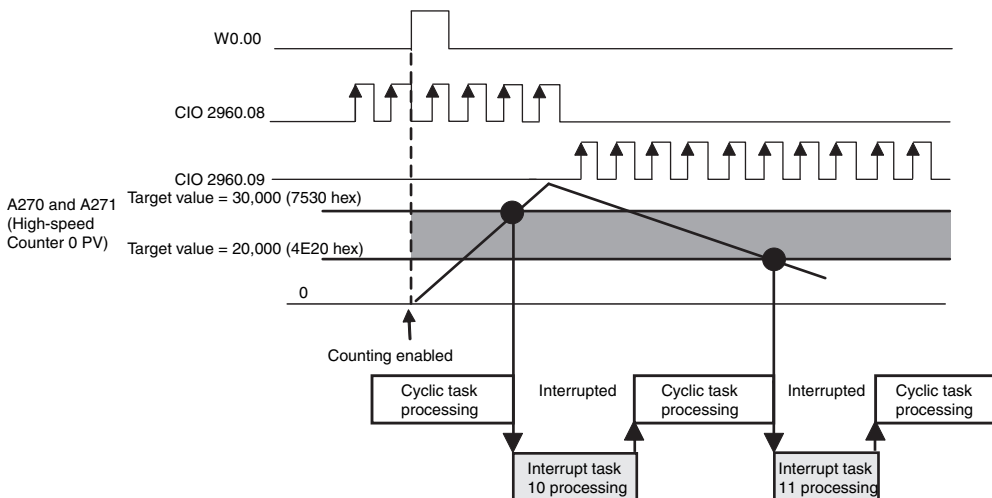 W0.00
CIO 2960.08
CIO 2960.09
A270 and A271
(High-speed
Counter 0 PV)
Target value = 30,000 (7530 hex)
Target value = 20,000 (4E20 hex)
0
Counting enabled
Cyclic task
processing
Interrupted
Cyclic task
processing
Interrupted
Cyclic task
processing
Interrupt task
10 processing
Interrupt task
11 processing